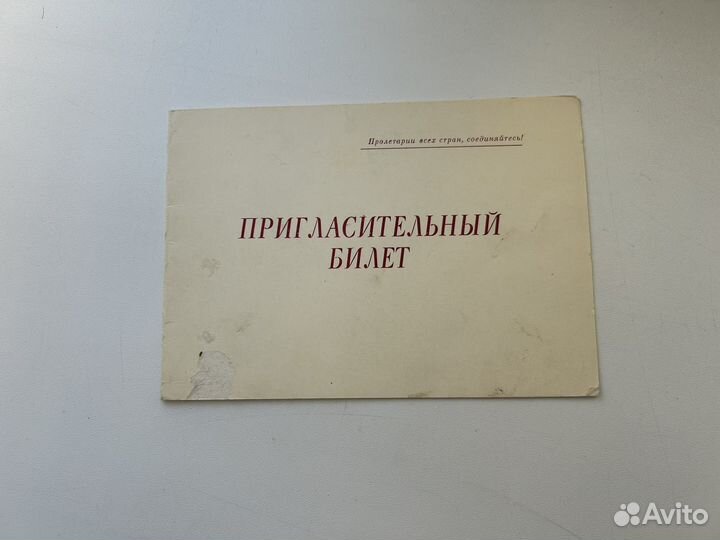 Пролетарии всех стран, соединяйтесь!
ПРИГЛАСИТЕЛЬНЫЙ
БИЛЕТ
Avito